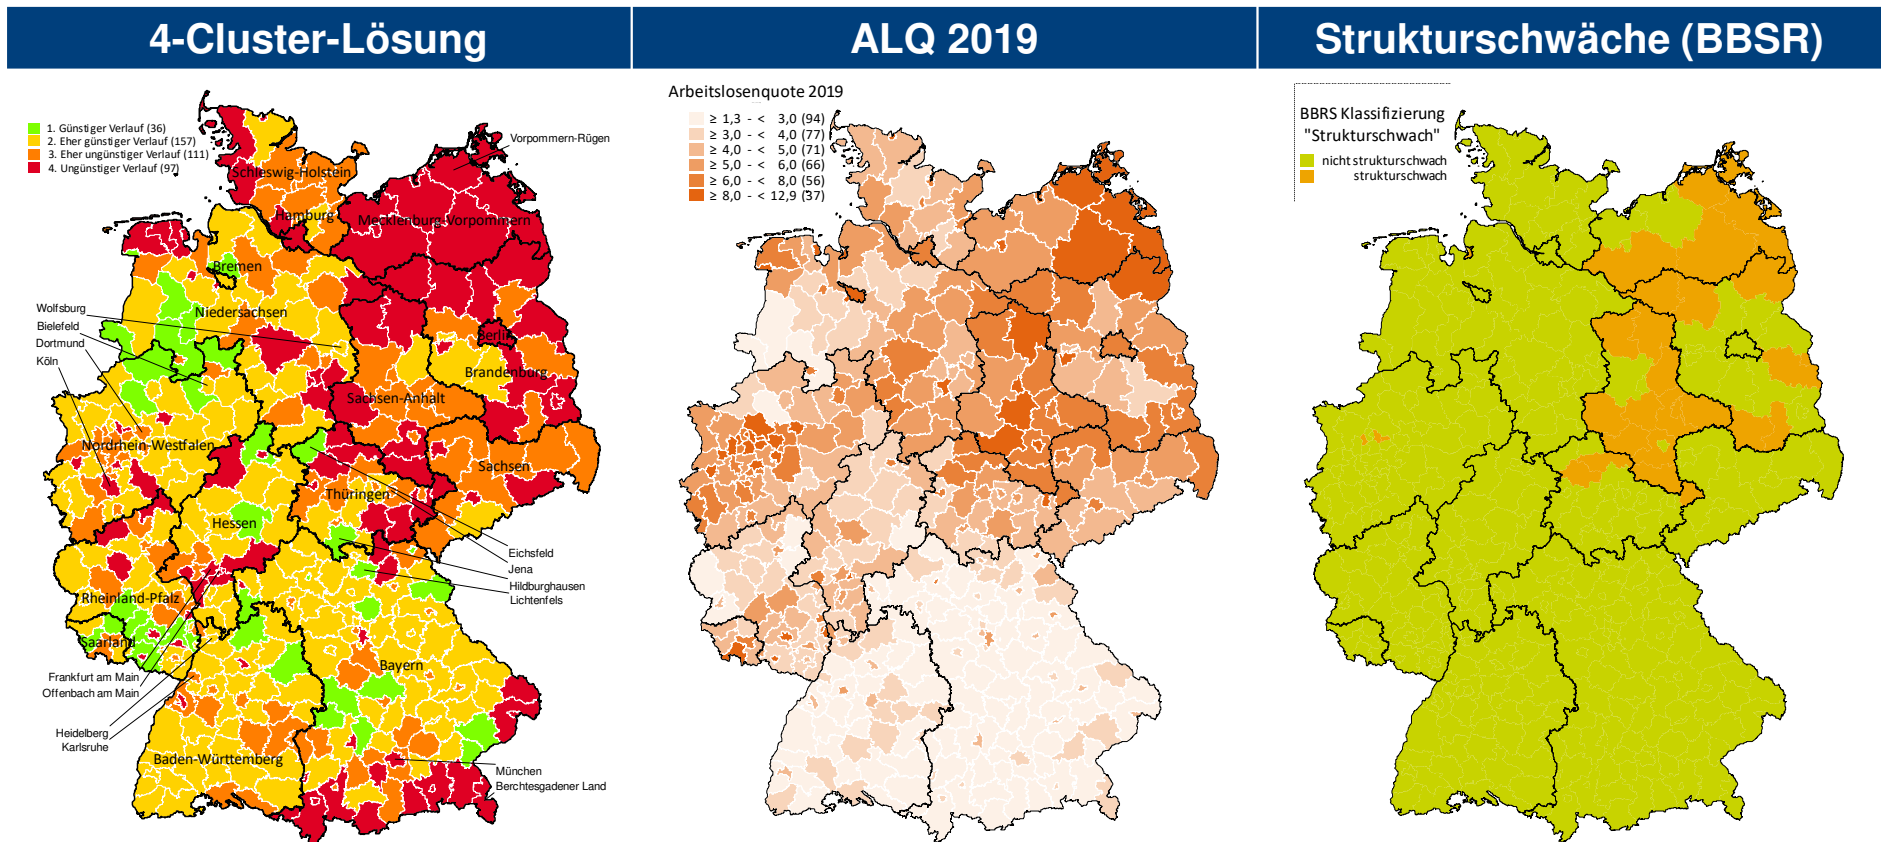 4-Cluster-Lösung
ALQ 2019
Strukturschwäche (BBSR)
1. Günstiger Verlauf (36)
2. Eher günstiger Verlauf (157)
3. Eher ungünstiger Verlauf (111)
4. Ungünstiger Verlauf (97)
Vorpommern-Rügen
Schleswig-Holstein
Hamburg
Mecklenburg-Vorpommern
Bremen
Niedersachsen
Wolfsburg
Bielefeld
Dortmund
Köln
Berlin
Brandenburg
Sachsen-Anhalt
Nordrhein-Westfalen
Sachsen
Thüringen
Hessen
Eichsfeld
Jena
Hildburghausen
Lichtenfels
Rheinland-Pfalz
Saarland
Bayern
Frankfurt am Main
Offenbach am Main
Heidelberg
Karlsruhe
Baden-Württemberg
München
Berchtesgadener Land
Arbeitslosenquote 2019
≥ 1,3 - < 3,0 (94)
≥ 3,0 - < 4,0 (77)
≥ 4,0 - < 5,0 (71)
≥ 5,0 - < 6,0 (66)
≥ 6,0 - < 8,0 (56)
≥ 8,0 - < 12,9 (37)
BBRS Klassifizierung
"Strukturschwach"
nicht strukturschwach
strukturschwach